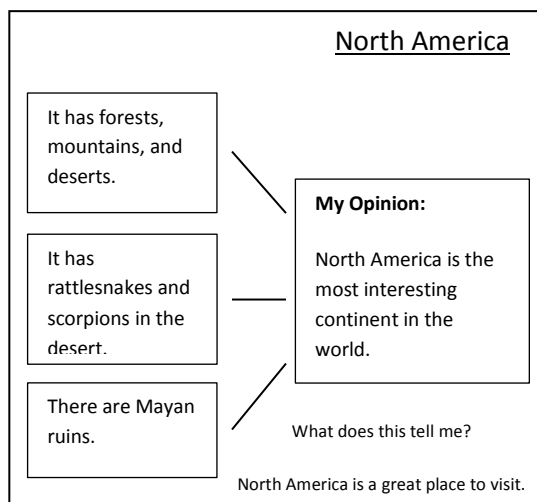 North America
It has forests,
mountains, and
deserts.
It has
rattlesnakes and
scorpions in the
desert.
There are Mayan
ruins.
My Opinion:
North America is the
most interesting
continent in the
world.
What does this tell me?
North America is a great place to visit.